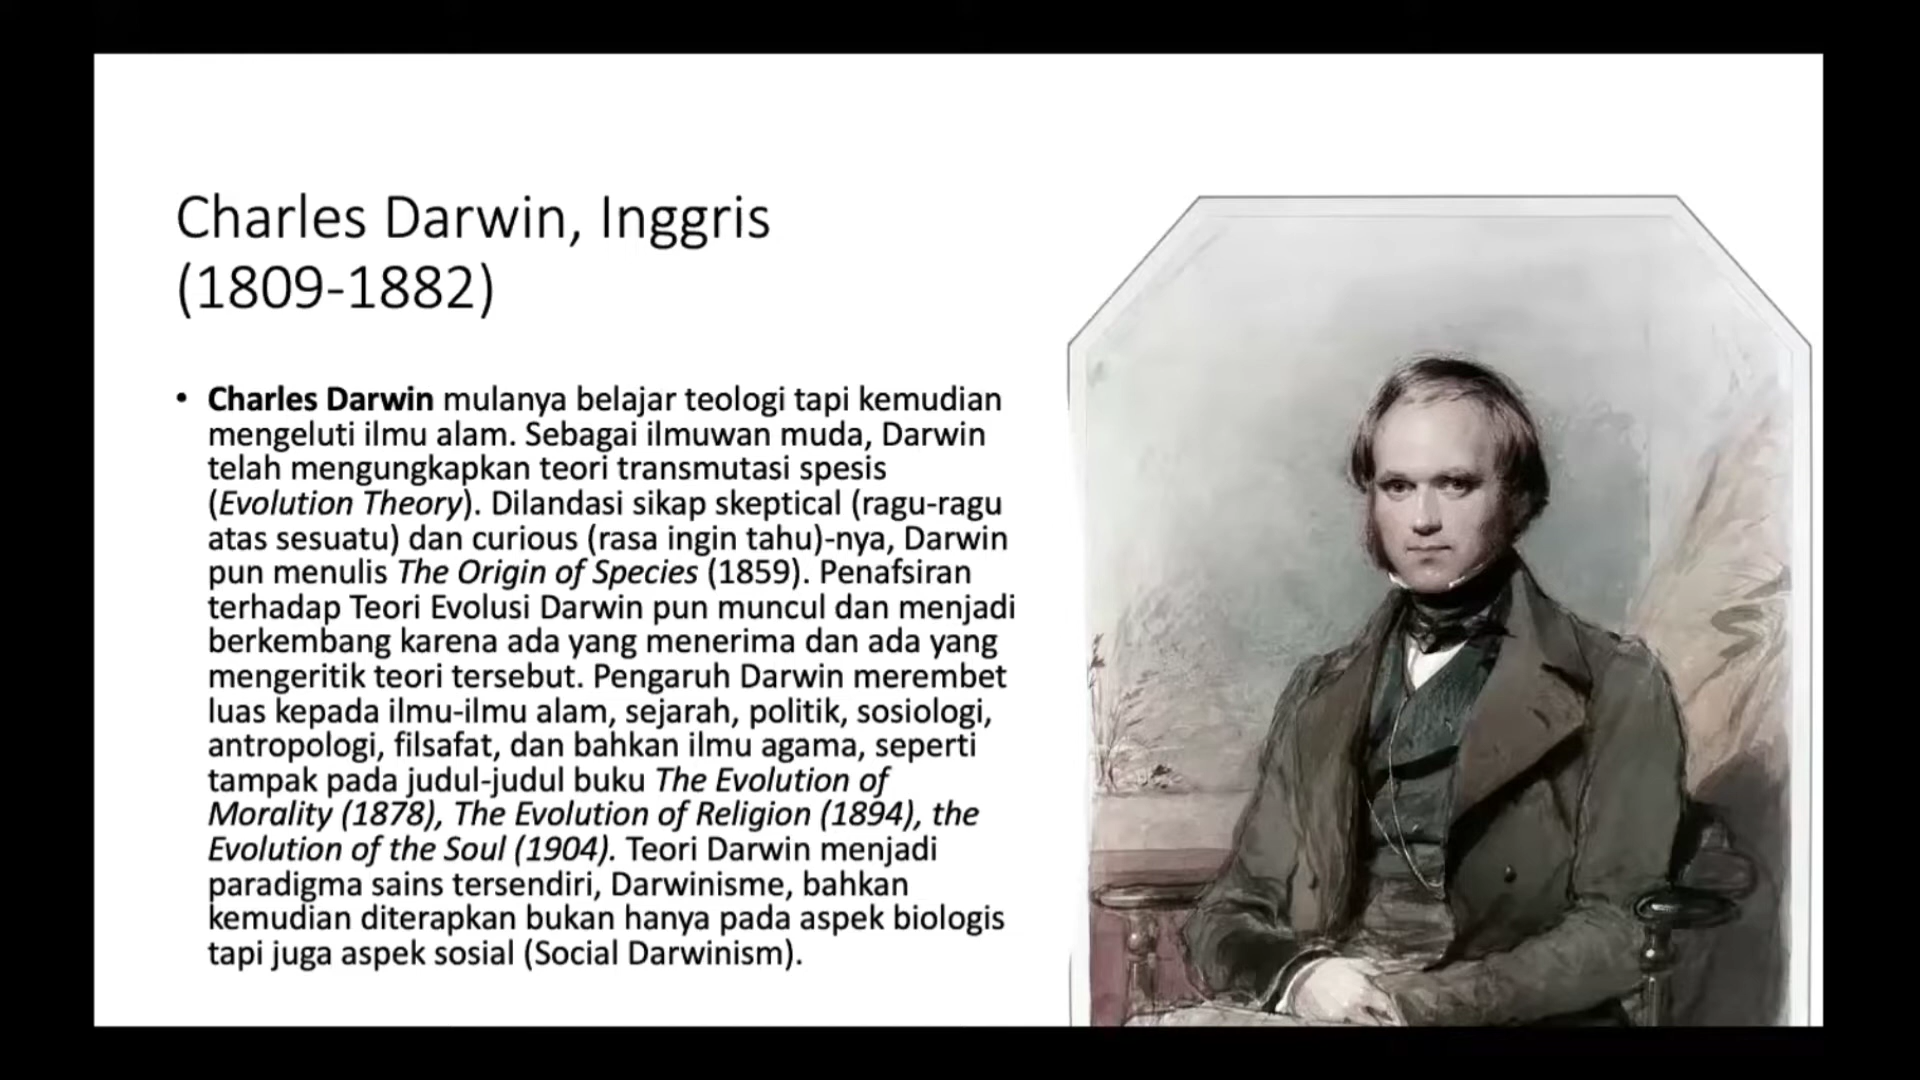 Charles Darwin, Inggris
(1809-1882)
• Charles Darwin mulanya belajar teologi tapi kemudian
mengeluti ilmu alam. Sebagai ilmuwan muda, Darwin
telah mengungkapkan teori transmutasi spesis
(Evolution Theory). Dilandasi sikap skeptical (ragu-ragu
atas sesuatu) dan curious (rasa ingin tahu)-nya, Darwin
pun menulis The Origin of Species (1859). Penafsiran
terhadap Teori Evolusi Darwin pun muncul dan menjadi
berkembang karena ada yang menerima dan ada yang
mengeritik teori tersebut. Pengaruh Darwin merembet
luas kepada ilmu-ilmu alam, sejarah, politik, sosiologi,
antropologi, filsafat, dan bahkan ilmu agama, seperti
tampak pada judul-judul buku The Evolution of
Morality (1878), The Evolution of Religion (1894), the
Evolution of the Soul (1904). Teori Darwin menjadi
paradigma sains tersendiri, Darwinisme, bahkan
kemudian diterapkan bukan hanya pada aspek biologis
tapi juga aspek sosial (Social Darwinism).